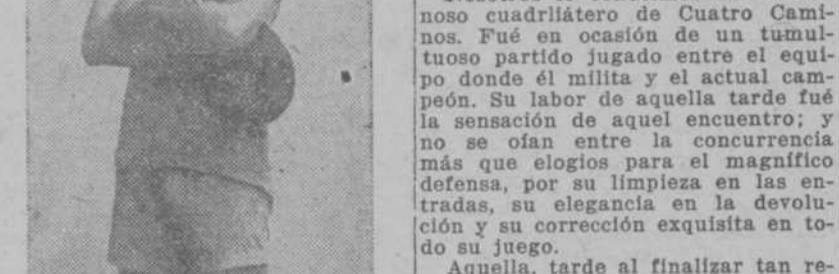 noso cuadrilátero de Cuatro Cami-
nos. Fué en ocasión de un tumul-
tuoso partido jugado entre el equi-
po donde él milita y el actual cam-
peón. Su labor de aquella tarde fué
la sensación de aquel encuentro; y
no se oían entre la concurrencia
más que elogios para el magnífico
defensa, por su limpieza en las en-
tradas, su elegancia en la devolu-
ción y su corrección exquisita en to-
do su juego.
Aquella, tarde al finalizar tan re-